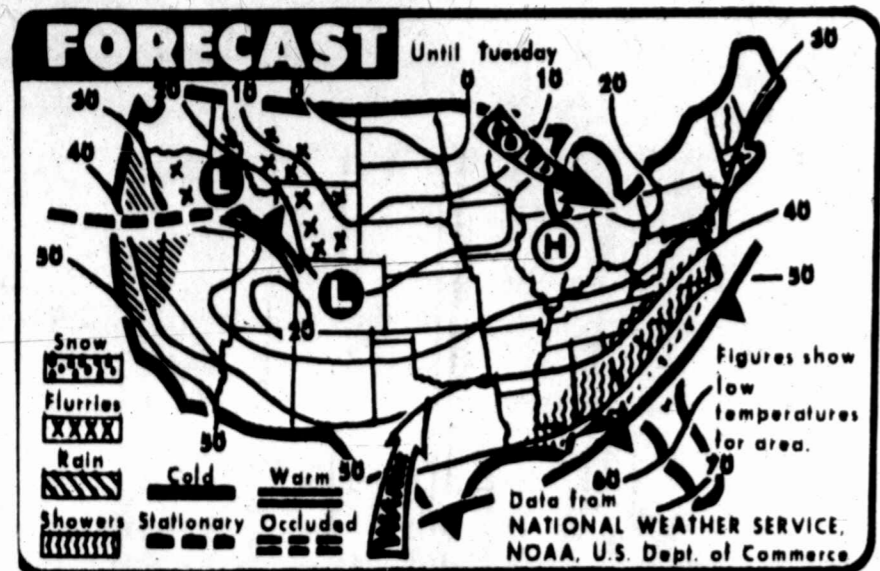 FORECAST
Until Tuesday
30 20 10 0 0 10 20 30
40
50
COLD
L
H
L
20
40
50
50
50
60
70
Snow
Flurries
Rain
Showers
Cold
Warm
Stationary
Occluded
Figures show
low
temperatures
for area.
Data from
NATIONAL WEATHER SERVICE,
NOAA, U.S. Dept. of Commerce